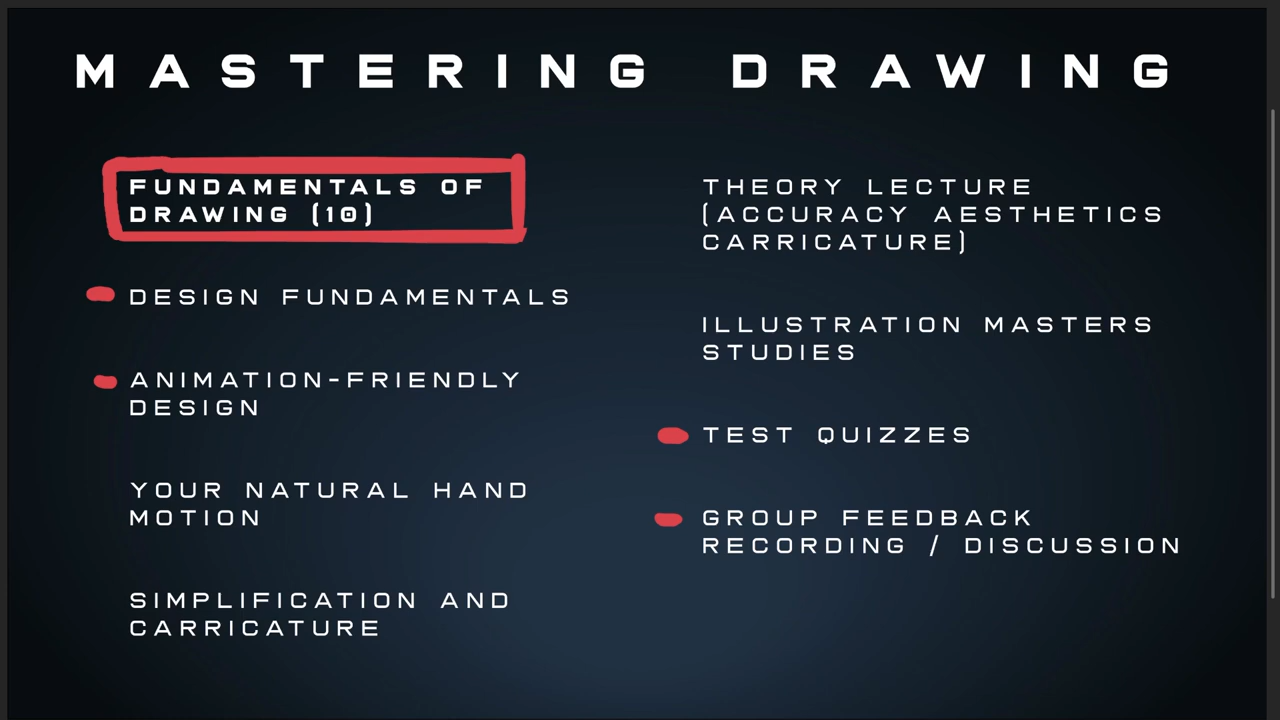 MASTERING DRAWING
FUNDAMENTALS OF
DRAWING (10)
DESIGN FUNDAMENTALS
ANIMATION-FRIENDLY
DESIGN
YOUR NATURAL HAND
MOTION
SIMPLIFICATION AND
CARRICATURE
THEORY LECTURE
(ACCURACY AESTHETICS
CARRICATURE)
ILLUSTRATION MASTERS
STUDIES
TEST QUIZZES
GROUP FEEDBACK
RECORDING / DISCUSSION